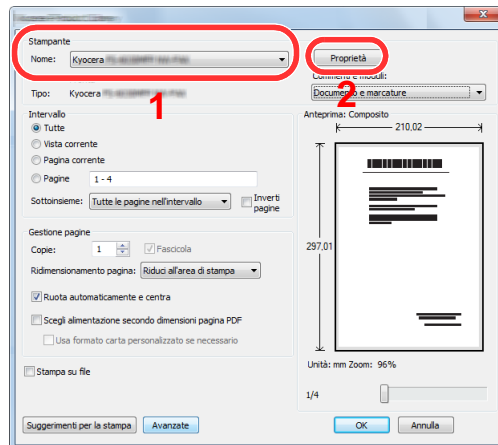 Stampante
Nome: Kyocera
Proprietà
Commenti e moduli:
Tipo: Kyocera
1
2
Documento e marcature
Intervallo
Tutte
Vista corrente
Pagina corrente
Pagine 1 - 4
Sottoinsieme: Tutte le pagine nell'intervallo
Inverti
pagine
Anteprima: Composito
210,02
297,01
Gestione pagine
Copie: 1 Fascicola
Ridimensionamento pagina: Riduci all'area di stampa
Ruota automaticamente e centra
Scegli alimentazione secondo dimensioni pagina PDF
Usa formato carta personalizzato se necessario
Stampa su file
Unità: mm Zoom: 96%
1/4
Suggerimenti per la stampa
Avanzate
OK
Annulla